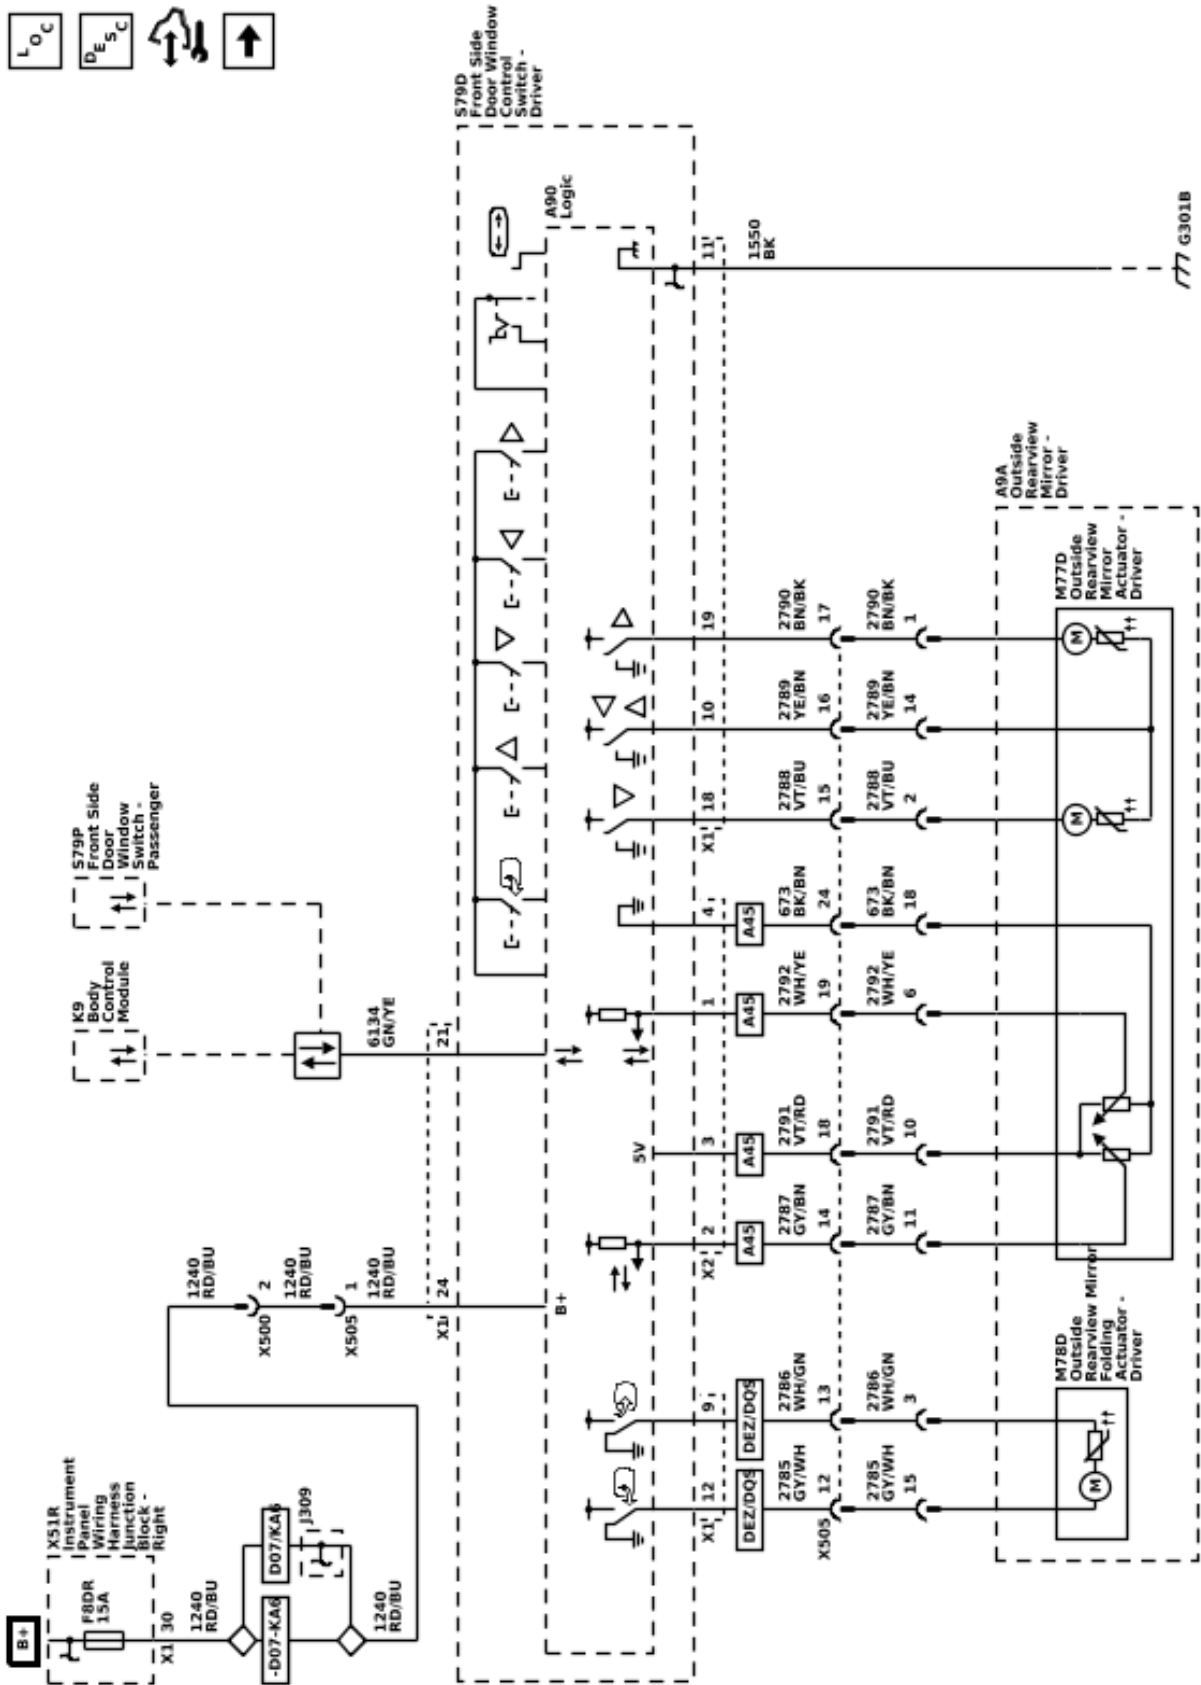 L O C
D E S C
B+
X51R
Instrument
Panel
Wiring
Harness
Junction
Block -
Right
F8DR
15A
X1
30
1240
RD/BU
-D07-KA6
D07/KA6
J309
1240
RD/BU
1240
RD/BU
X500
2
1240
RD/BU
X505
1
1240
RD/BU
X1
24
B+
K9
Body
Control
Module
S79P
Front Side
Door
Window
Switch -
Passenger
6134
GN/YE
21
S79D
Front Side
Door Window
Control
Switch -
Driver
A90
Logic
5V
X1
12
9
X2
2
3
1
4
X1
18
10
19
11
DEZ/DQS
DEZ/DQS
A45
A45
A45
A45
2785
GY/WH
2786
WH/GN
2787
GY/BN
2791
VT/RD
2792
WH/YE
673
BK/BN
2788
VT/BU
2789
YE/BN
2790
BN/BK
1550
BK
X505
12
13
14
18
19
24
15
16
17
2785
GY/WH
2786
WH/GN
2787
GY/BN
2791
VT/RD
2792
WH/YE
673
BK/BN
2788
VT/BU
2789
YE/BN
2790
BN/BK
15
3
11
10
6
18
2
14
1
A9A
Outside
Rearview
Mirror -
Driver
M78D
Outside
Rearview Mirror
Folding
Actuator -
Driver
M
M77D
Outside
Rearview
Mirror
Actuator -
Driver
M
M
G301B